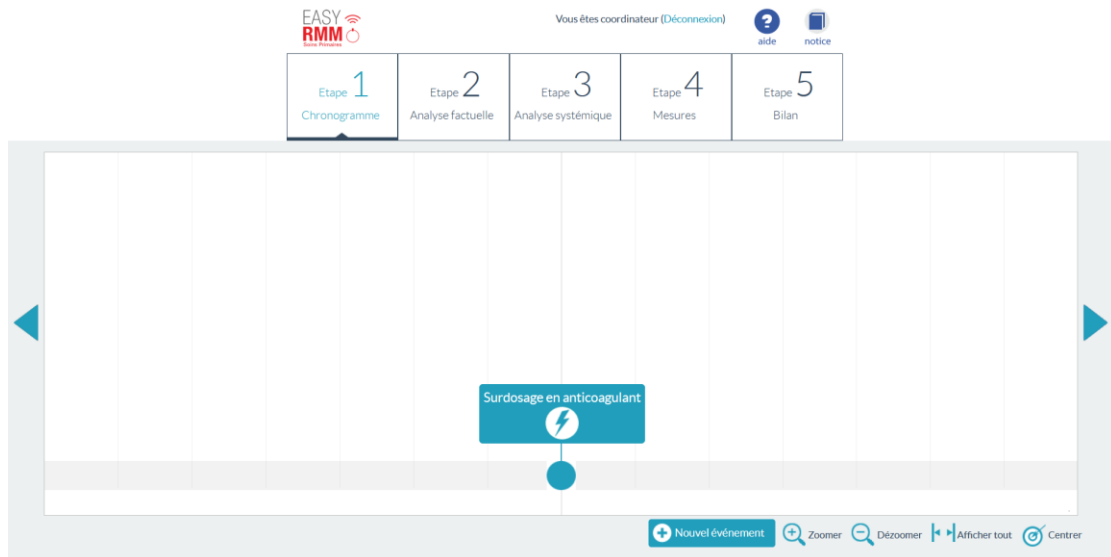 EASY
RMM
Soins Primaires
Vous êtes coordinateur (Déconnexion)
?
aide
notice
Etape 1
Chronogramme
Etape 2
Analyse factuelle
Etape 3
Analyse systémique
Etape 4
Mesures
Etape 5
Bilan
Surdosage en anticoagulant
Nouvel événement
Zoomer
Dézoomer
Afficher tout
Centrer